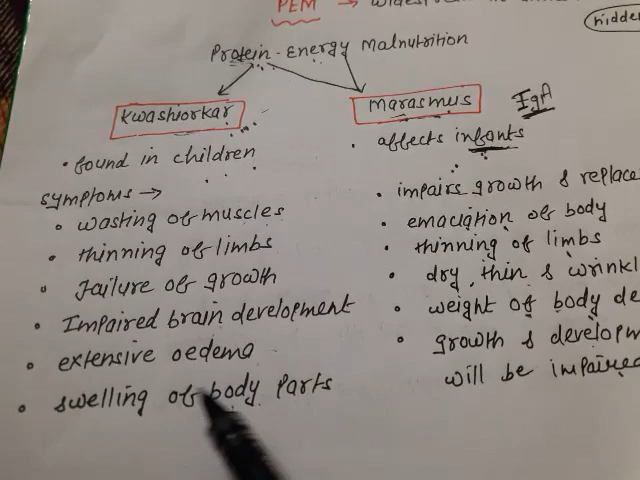 PEM →
hidden
Protein-Energy Malnutrition
Kwashiorkar
• found in children
symptoms →
• wasting of muscles
• thinning of limbs
• Failure of growth
• Impaired brain development
• extensive oedema
• swelling of body parts
Marasmus
IgA
• affects infants
• impairs growth & replace
• emaciation of body
• thinning of limbs
• dry, thin & wrinkl
• weight of body de
• growth & developm
will be impaired